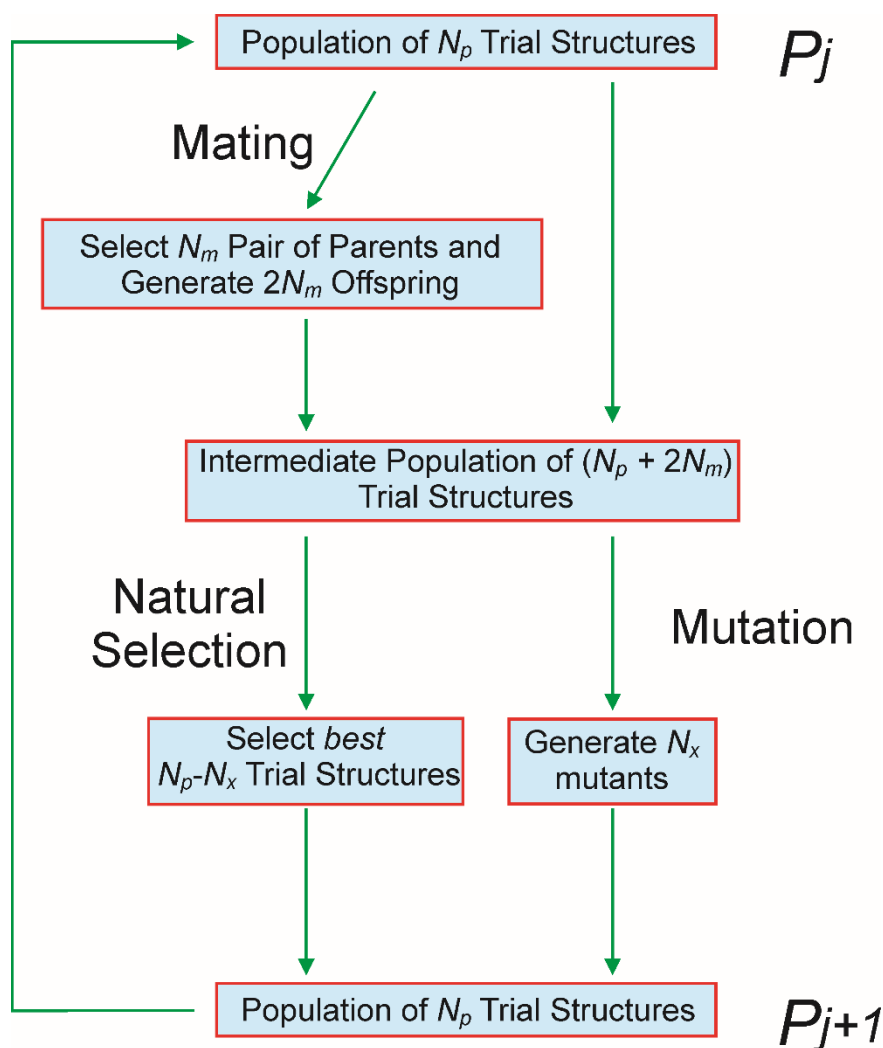 Population of Np Trial Structures
Pj
Mating
Select Nm Pair of Parents and
Generate 2Nm Offspring
Intermediate Population of (Np + 2Nm)
Trial Structures
Natural
Selection
Mutation
Select best
Np-Nx Trial Structures
Generate Nx
mutants
Population of Np Trial Structures
Pj+1